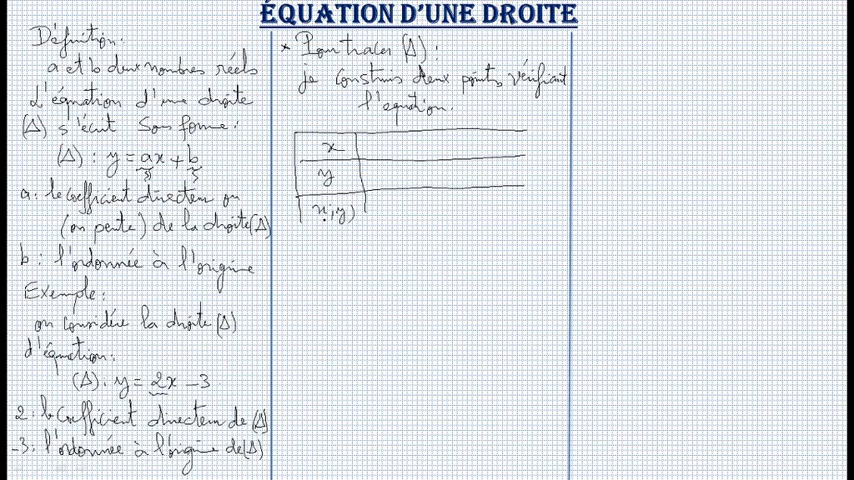 ÉQUATION D'UNE DROITE
Définition:
a et b deux nombres réels
L'équation d'une droite
(Δ) s'écrit sous forme:
(Δ) : y = ax + b
a : le coefficient directeur ou
(ou pente) de la droite (Δ)
b : l'ordonnée à l'origine
Exemple:
on considère la droite (Δ)
d'équation:
(Δ): y = 2x - 3
2 : le coefficient directeur de (Δ)
-3 : l'ordonnée à l'origine de (Δ)
* Pour tracer (Δ) :
je construis deux points vérifiant
l'equation.
x
y
(x;y)